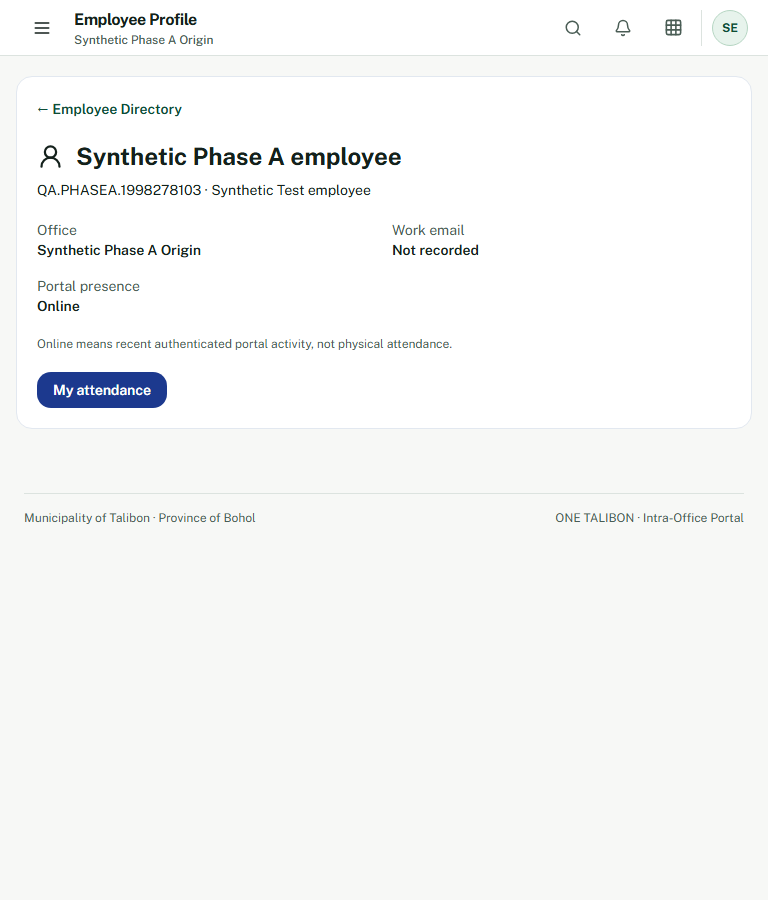 Employee Profile
Synthetic Phase A Origin
SE
← Employee Directory
Synthetic Phase A employee
QA.PHASEA.1998278103 · Synthetic Test employee
Office
Synthetic Phase A Origin
Work email
Not recorded
Portal presence
Online
Online means recent authenticated portal activity, not physical attendance.
My attendance
Municipality of Talibon · Province of Bohol
ONE TALIBON · Intra-Office Portal